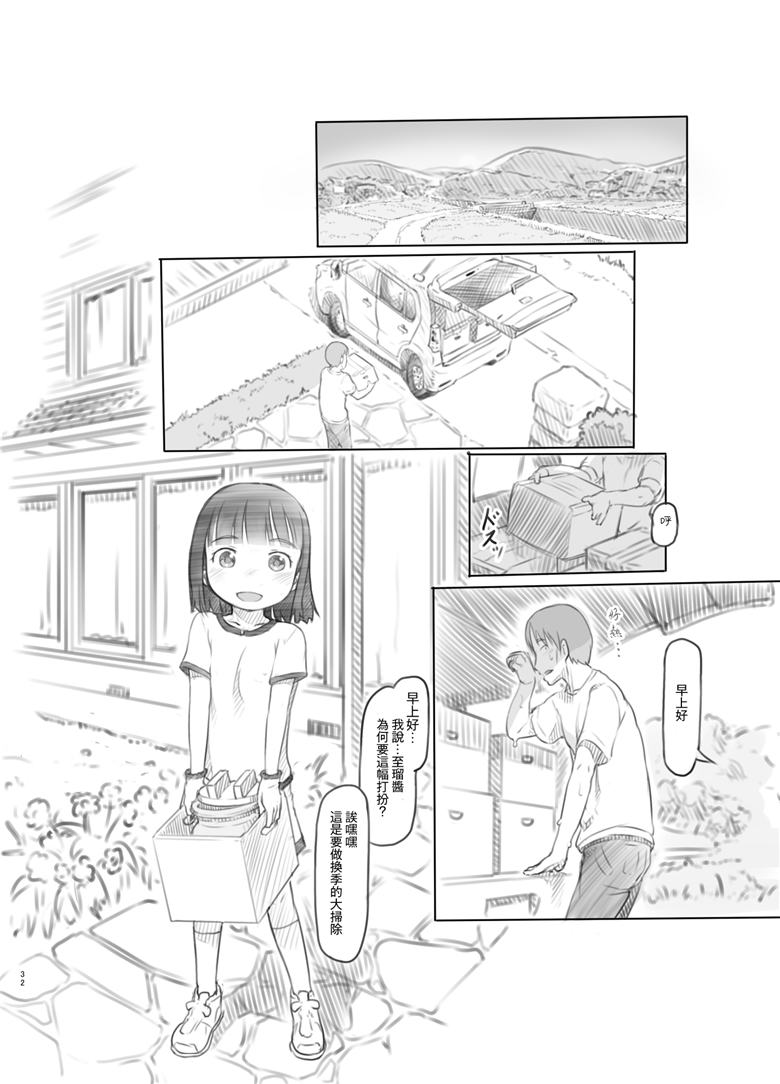 呼
ドスッ
好熱…
早上好
早上好…
我說…至瑠醬
為何要這幅打扮？
誒嘿嘿
這是要做換季的大掃除
32